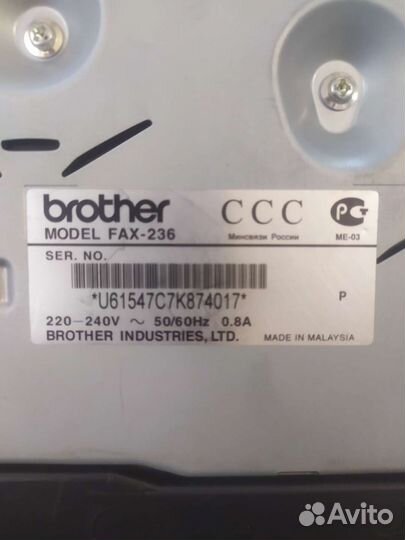 brother
CCC
РСТ
MODEL FAX-236
Минсвязи России
ME-03
SER. NO.
*U61547C7K874017*
P
220-240V ~ 50/60Hz 0.8A
BROTHER INDUSTRIES, LTD.
MADE IN MALAYSIA
Avito